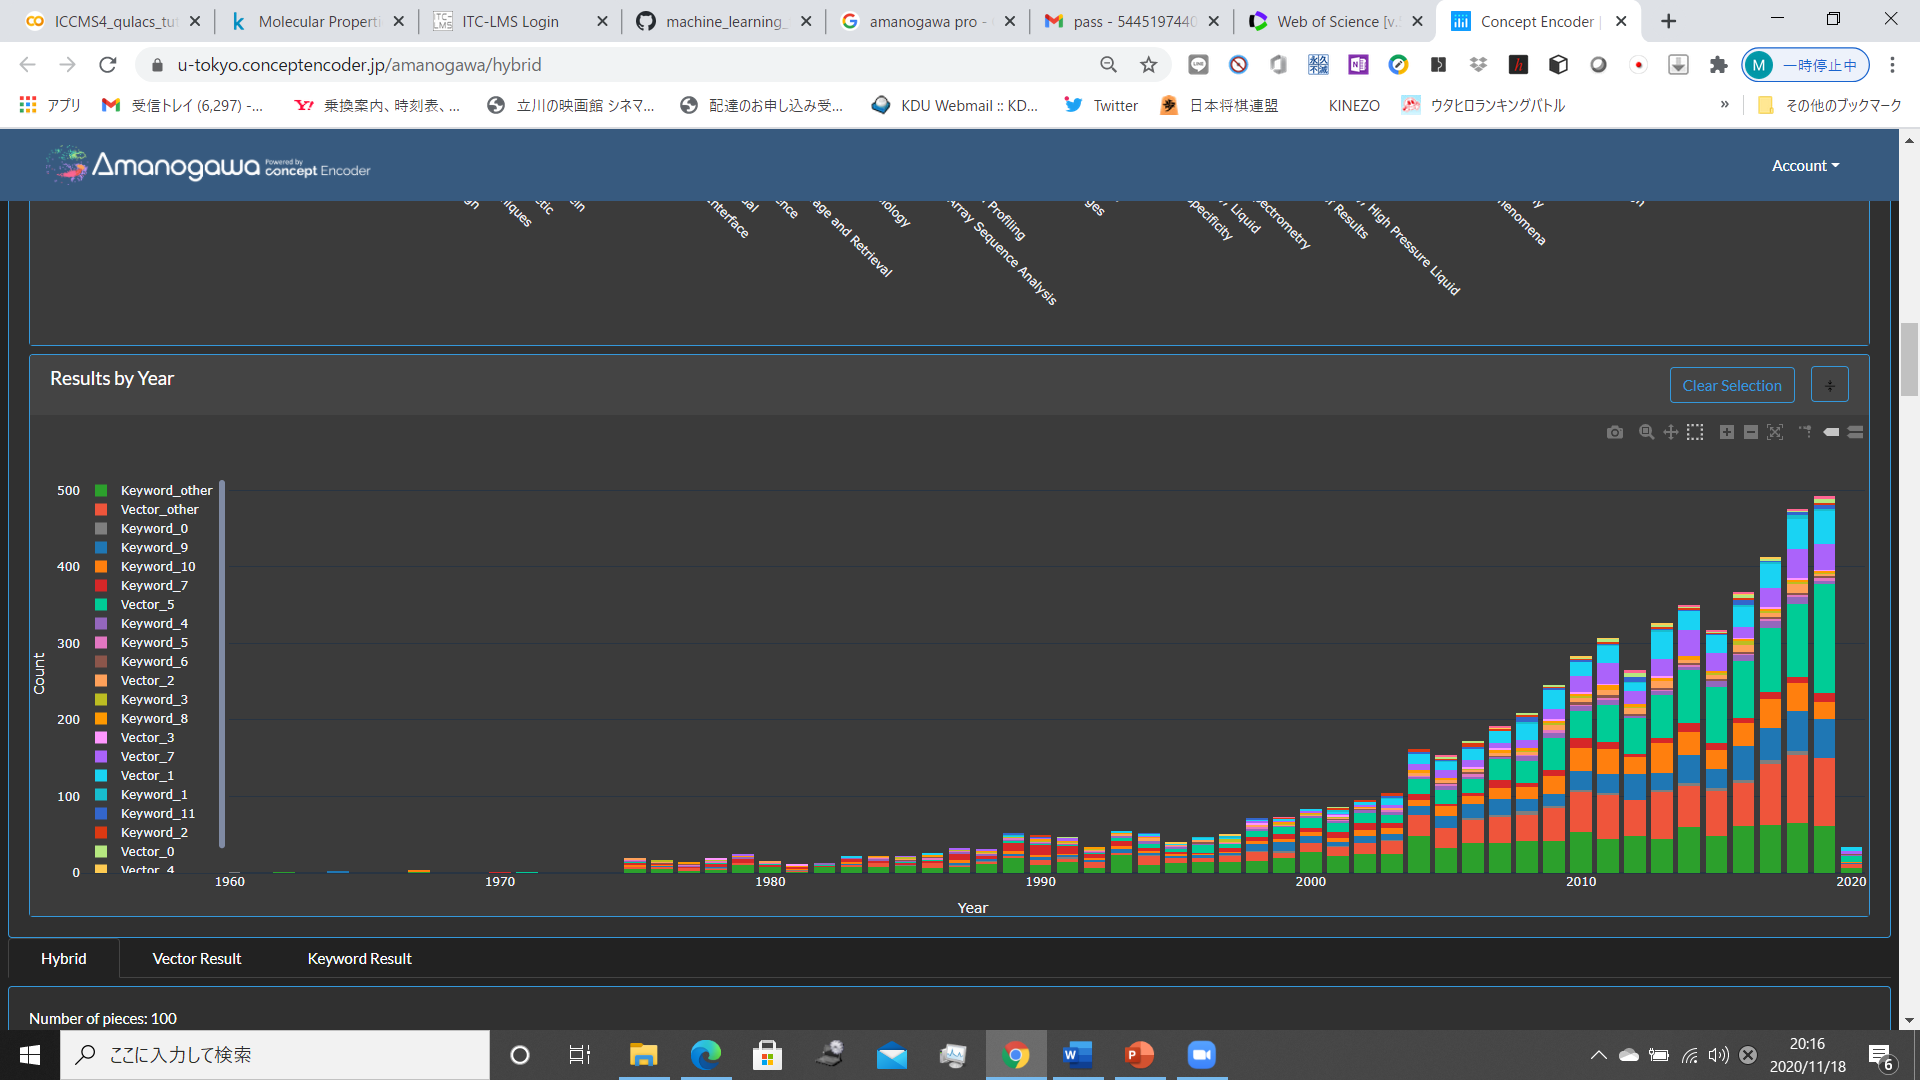 ICCMS4_qulacs_tu
Molecular Properti
ITC-LMS Login
machine_learning_
amanogawa pro -
pass - 5445197440
Web of Science [v.
Concept Encoder |
u-tokyo.conceptencoder.jp/amanogawa/hybrid
M 一時停止中
アプリ
受信トレイ (6,297) -...
乗換案内、時刻表、...
立川の映画館 シネマ...
配達のお申し込み受...
KDU Webmail :: KD...
Twitter
日本将棋連盟
KINEZO
ウタヒロランキングバトル
»
その他のブックマーク
Amanogawa Powered by concept Encoder
Account
Interface
age and Retrieval
Array Sequence Analysis
Profiling
Liquid
High Pressure Liquid
Results by Year
Clear Selection
500
400
300
200
100
0
Count
Keyword_other
Vector_other
Keyword_0
Keyword_9
Keyword_10
Keyword_7
Vector_5
Keyword_4
Keyword_5
Keyword_6
Vector_2
Keyword_3
Keyword_8
Vector_3
Vector_7
Vector_1
Keyword_1
Keyword_11
Keyword_2
Vector_0
Vector_4
1960 1970 1980 1990 2000 2010 2020
Year
Hybrid Vector Result Keyword Result
Number of pieces: 100
ここに入力して検索
20:16
2020/11/18
6